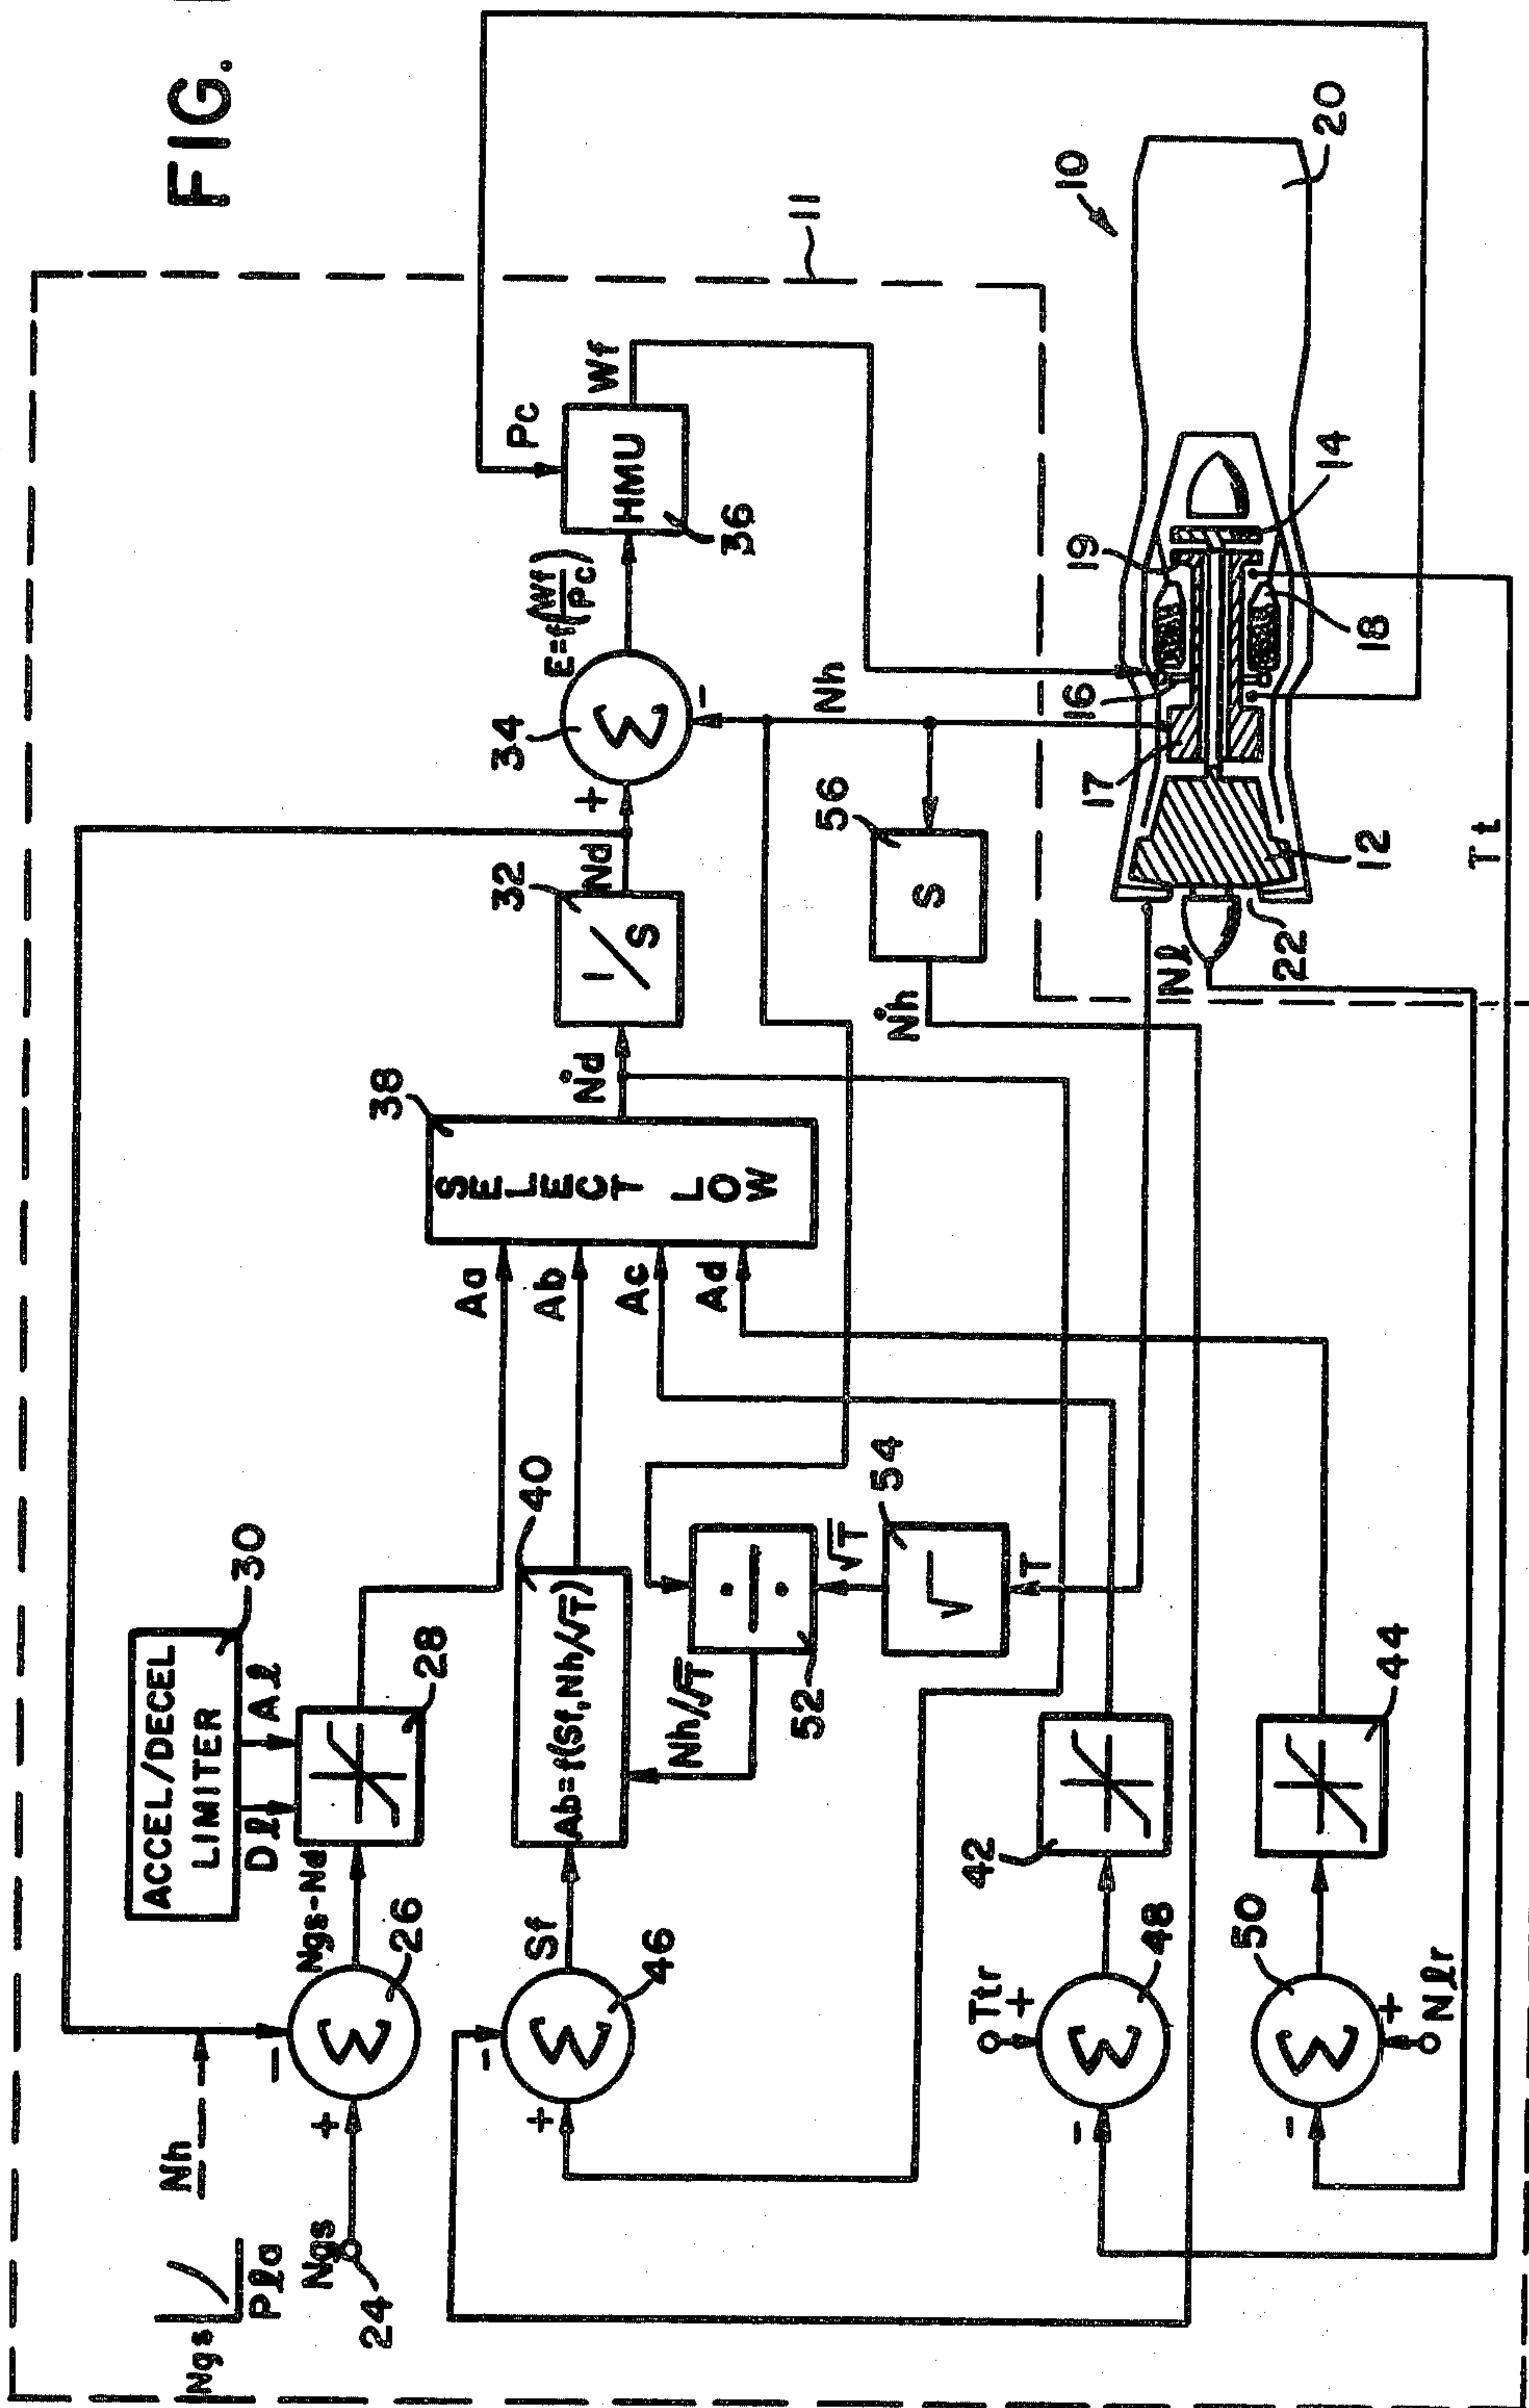 FIG.
11
10
20
ACCEL/DECEL
LIMITER
30
Dl
Al
Nh
Ngs
Pla
Ngs
24
+
-
Σ
26
Ngs-Nd
28
Aa
Ab
Ac
Ad
SELECT LOW
38
Ṅd
1/S
32
Nd
+
-
Σ
34
E=f(Wf/Pc)
HMU
36
Pc
Wf
Nh
-
+
Σ
46
Sf
Ab=f(Sf,Nh/√T)
40
Nh/√T
÷
52
√T
√
54
T
S
56
Ṅh
Ttr
+
-
Σ
48
42
-
+
Nlr
Σ
50
44
Nl
22
12
17
16
19
18
14
Tt